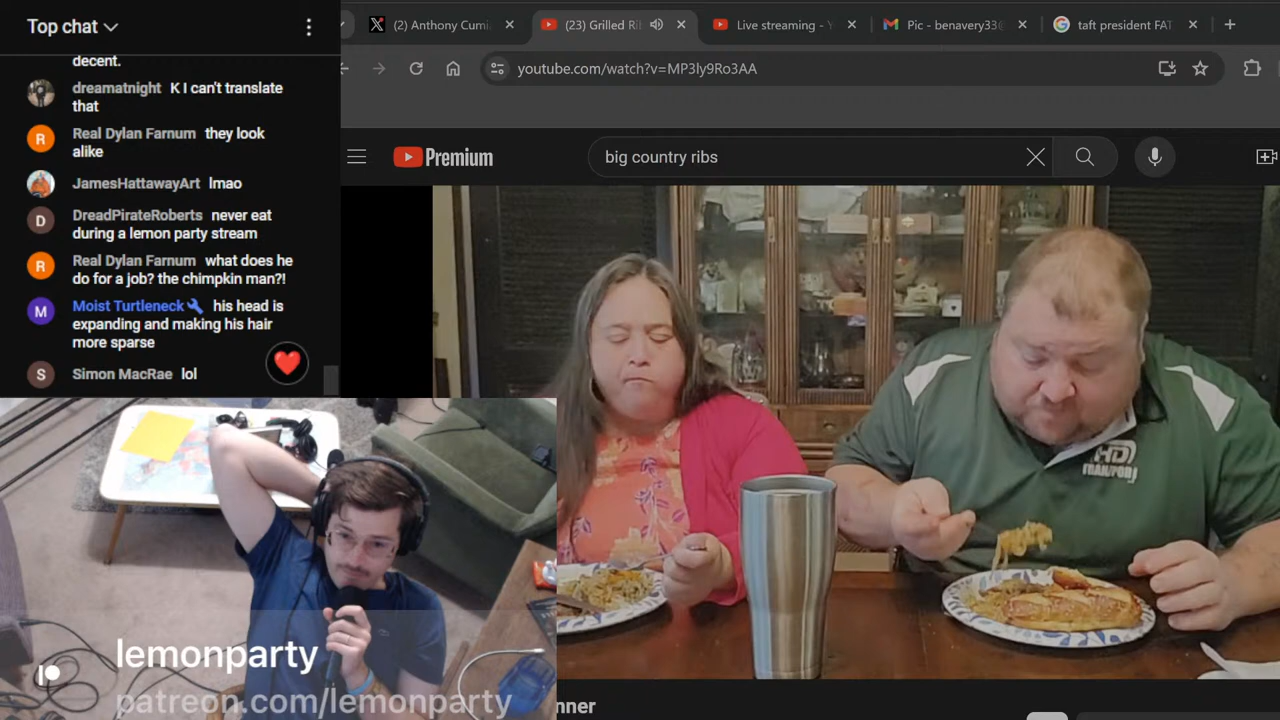 Top chat
decent.
dreamatnight K I can't translate
that
Real Dylan Farnum they look
alike
JamesHattawayArt lmao
DreadPirateRoberts never eat
during a lemon party stream
Real Dylan Farnum what does he
do for a job? the chimpkin man?!
Moist Turtleneck his head is
expanding and making his hair
more sparse
Simon MacRae lol
R
D
R
M
S
(2) Anthony Cumi
(23) Grilled Ri
Live streaming - Y
Pic - benavery33@
taft president FAT
youtube.com/watch?v=MP3ly9Ro3AA
Premium
big country ribs
HD
TRANSPORT
lemonparty
patreon.com/lemonparty
nner